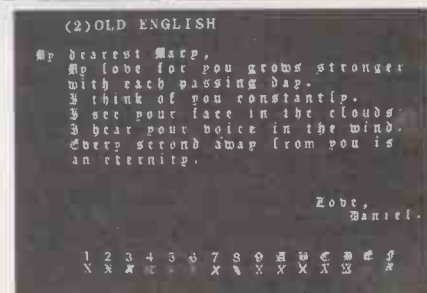 (2)OLD ENGLISH
My dearest Mary,
My love for you grows stronger
with each passing day.
I think of you constantly.
I see your face in the clouds.
I hear your voice in the wind.
Every second away from you is
an eternity.
Love,
Daniel.
1 2 3 4 5 6 7 8 9 A B C D E F